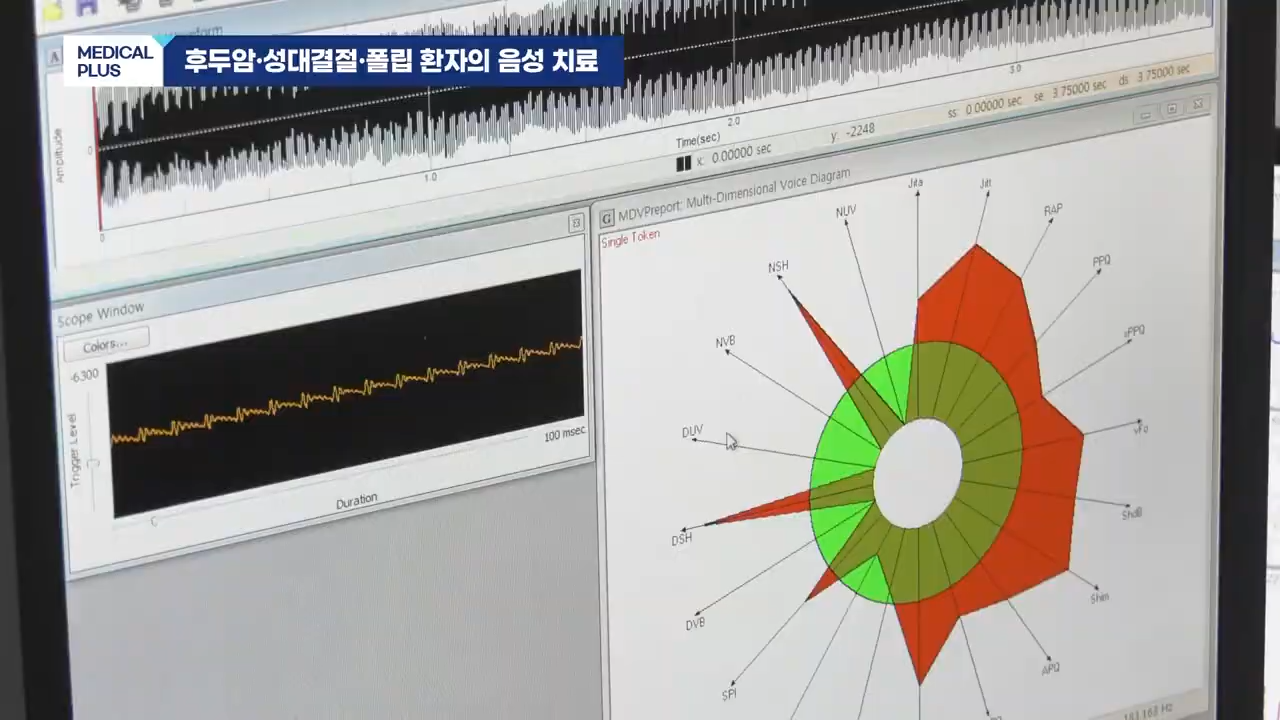 MEDICAL
PLUS
후두암·성대결절·폴립 환자의 음성 치료
A
Amplitude
0
0
1.0
2.0
3.0
Time(sec)
x: 0.00000 sec
y: -2248
ss: 0.00000 sec
se: 3.75000 sec
ds: 3.75000 sec
Scope Window
Colors...
-6300
Trigger Level
100 msec
Duration
G
MDVPreport: Multi-Dimensional Voice Diagram
Single Token
Jita
Jitt
RAP
PPQ
sPPQ
vFo
ShdB
Shim
APQ
NUV
NSH
NVB
DUV
DSH
DVB
SPI